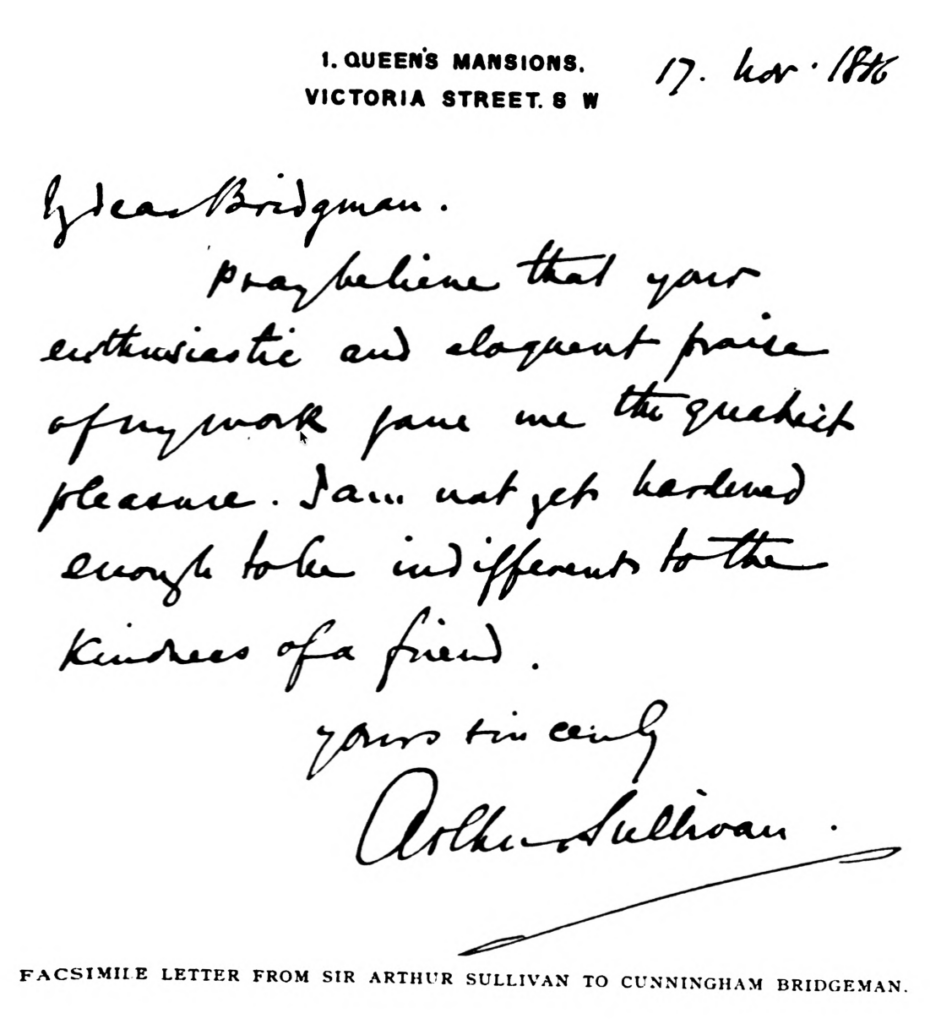 1. QUEEN'S MANSIONS.
VICTORIA STREET. S W
17. Nov. 1886
My dear Bridgman.
Pray believe that your
enthusiastic and eloquent praise
of my work gave me the greatest
pleasure. I am not yet hardened
enough to be indifferent to the
kindness of a friend.
yours sincerely
Arthur Sullivan.
FACSIMILE LETTER FROM SIR ARTHUR SULLIVAN TO CUNNINGHAM BRIDGEMAN.